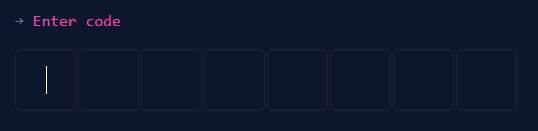 → Enter code